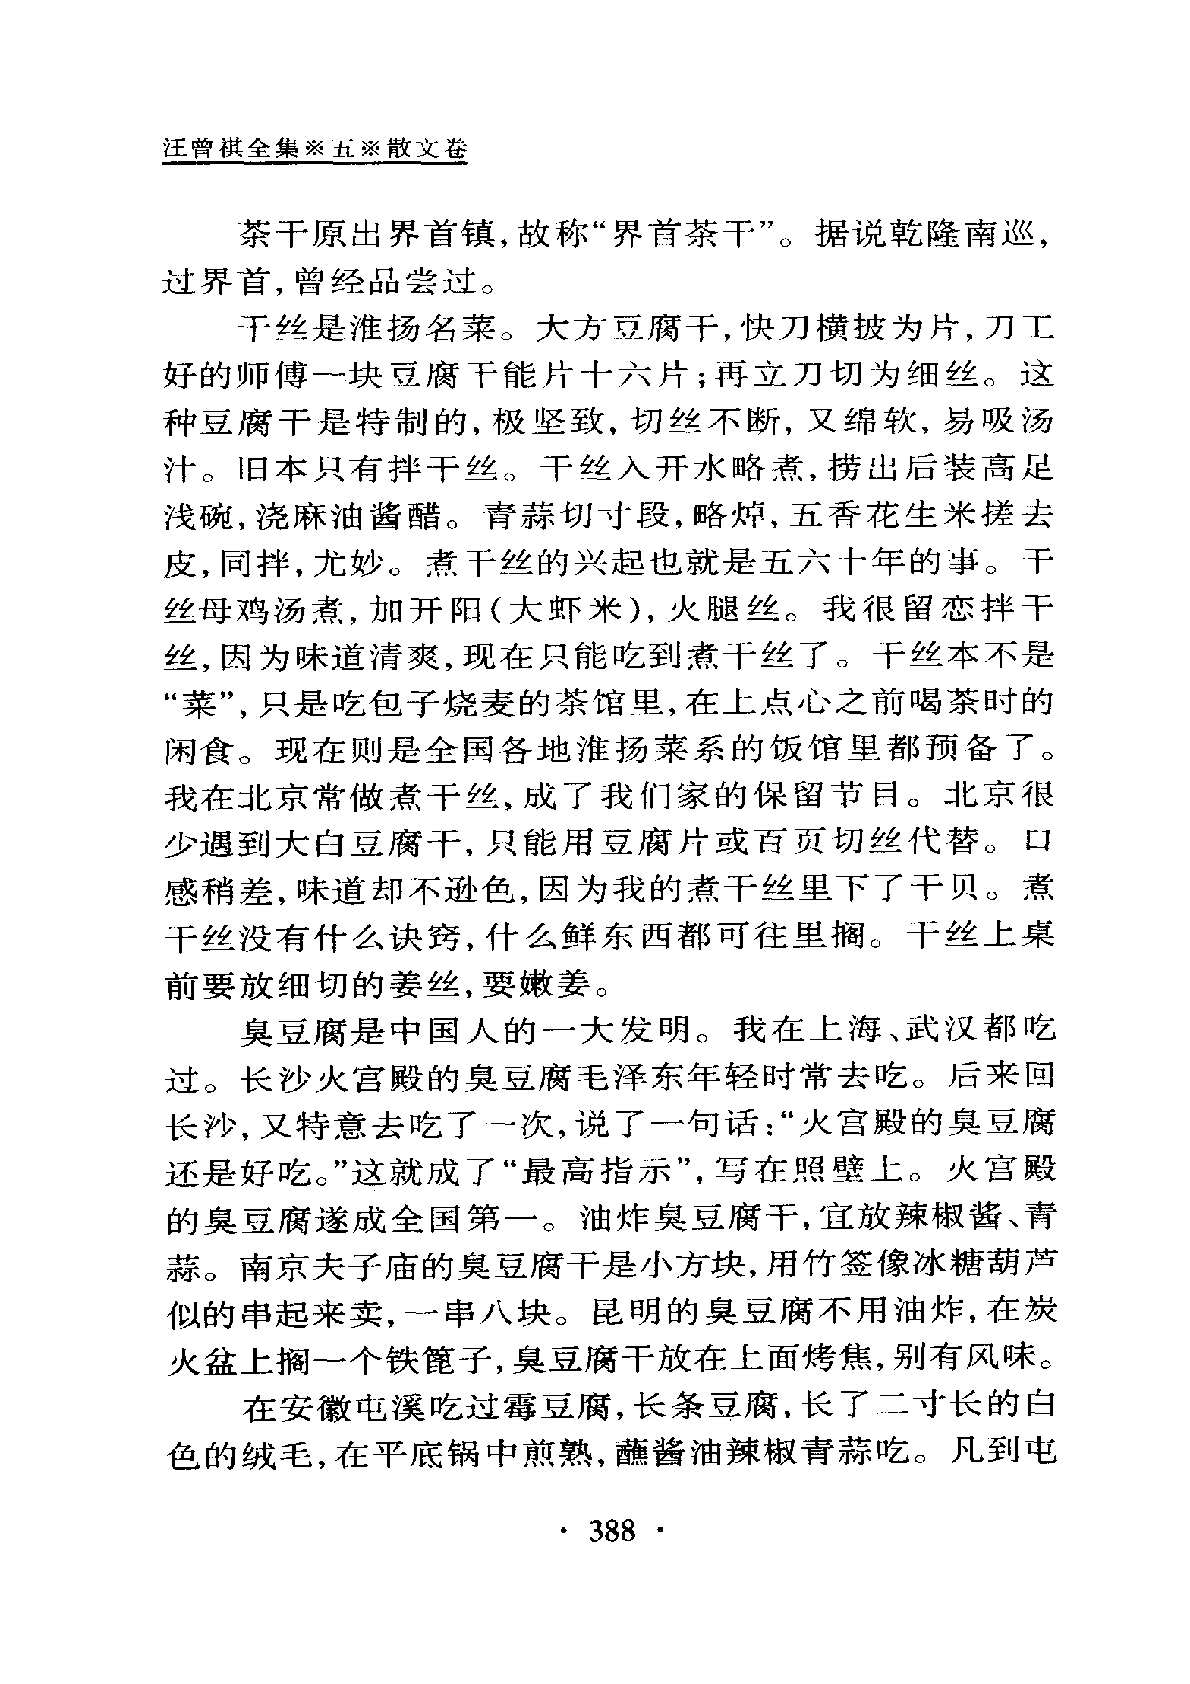 汪曾祺全集※五※散文卷
茶干原出界首镇,故称“界首茶干”。据说乾隆南巡,
过界首,曾经品尝过。
干丝是淮扬名菜。大方豆腐干,快刀横披为片,刀工
好的师傅一块豆腐干能片十六片;再立刀切为细丝。这
种豆腐干是特制的,极坚致,切丝不断,又绵软,易吸汤
汁。旧本只有拌干丝。干丝入开水略煮,捞出后装高足
浅碗,浇麻油酱醋。青蒜切寸段,略焯,五香花生米搓去
皮,同拌,尤妙。煮干丝的兴起也就是五六十年的事。干
丝母鸡汤煮,加开阳(大虾米),火腿丝。我很留恋拌干
丝,因为味道清爽,现在只能吃到煮干丝了。干丝本不是
“菜”,只是吃包子烧麦的茶馆里,在上点心之前喝茶时的
闲食。现在则是全国各地淮扬菜系的饭馆里都预备了。
我在北京常做煮干丝,成了我们家的保留节目。北京很
少遇到大白豆腐干,只能用豆腐片或百页切丝代替。口
感稍差,味道却不逊色,因为我的煮干丝里下了干贝。煮
干丝没有什么诀窍,什么鲜东西都可往里搁。干丝上桌
前要放细切的姜丝,要嫩姜。
臭豆腐是中国人的一大发明。我在上海、武汉都吃
过。长沙火宫殿的臭豆腐毛泽东年轻时常去吃。后来回
长沙,又特意去吃了一次,说了一句话:“火宫殿的臭豆腐
还是好吃。”这就成了“最高指示”,写在照壁上。火宫殿
的臭豆腐遂成全国第一。油炸臭豆腐干,宜放辣椒酱、青
蒜。南京夫子庙的臭豆腐干是小方块,用竹签像冰糖葫芦
似的串起来卖,一串八块。昆明的臭豆腐不用油炸,在炭
火盆上搁一个铁篦子,臭豆腐干放在上面烤焦,别有风味。
在安徽屯溪吃过霉豆腐,长条豆腐,长了二寸长的白
色的绒毛,在平底锅中煎熟,蘸酱油辣椒青蒜吃。凡到屯
· 388 ·